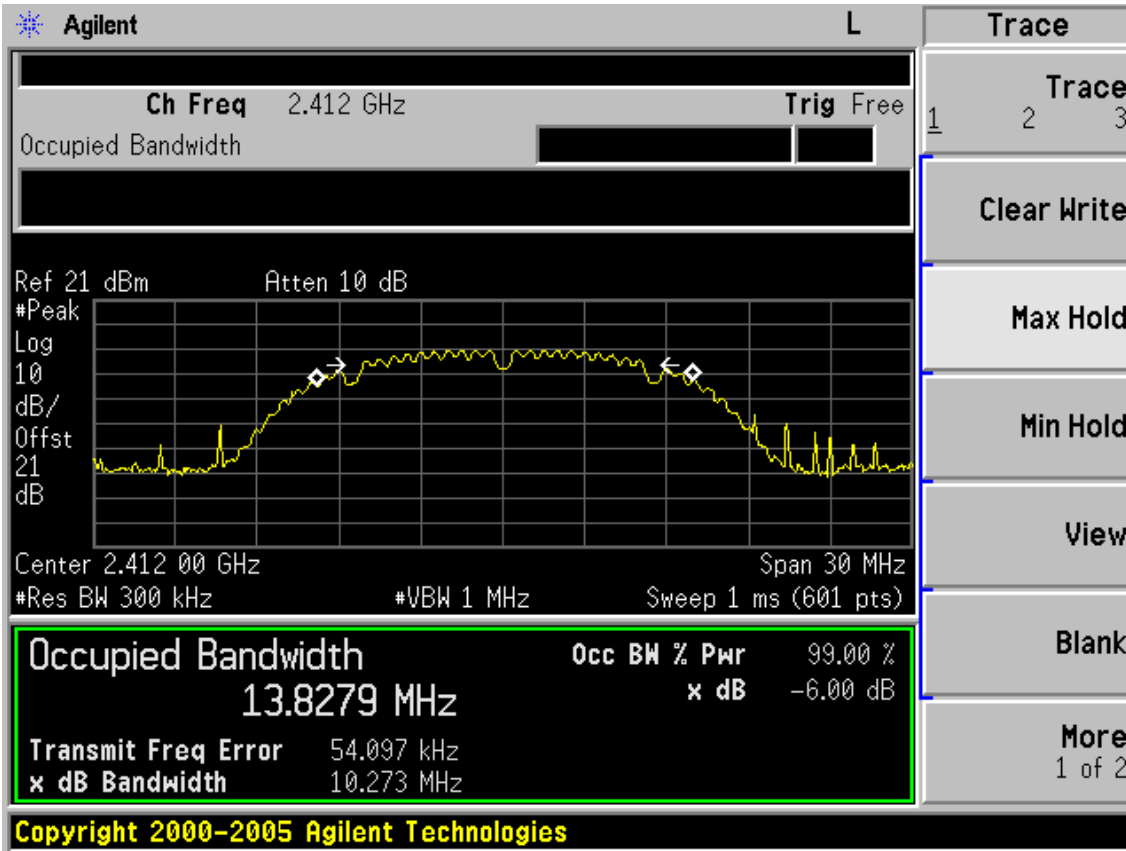 Agilent L Trace
Ch Freq 2.412 GHz Trig Free
Occupied Bandwidth
Trace
1 2 3
Clear Write
Max Hold
Min Hold
View
Blank
More
1 of 2
Ref 21 dBm Atten 10 dB
#Peak
Log
10
dB/
Offst
21
dB
Center 2.412 00 GHz Span 30 MHz
#Res BW 300 kHz #VBW 1 MHz Sweep 1 ms (601 pts)
Occupied Bandwidth Occ BW % Pwr 99.00 %
13.8279 MHz x dB -6.00 dB
Transmit Freq Error 54.097 kHz
x dB Bandwidth 10.273 MHz
Copyright 2000-2005 Agilent Technologies